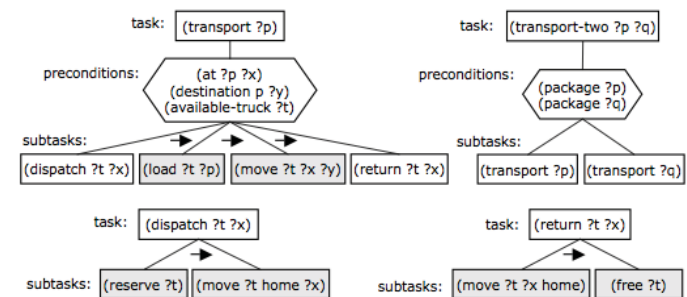 task: (transport ?p)
preconditions: (at ?p ?x)
(destination p ?y)
(available-truck ?t)
subtasks:
(dispatch ?t ?x) (load ?t ?p) (move ?t ?x ?y) (return ?t ?x)
task: (transport-two ?p ?q)
preconditions: (package ?p)
(package ?q)
subtasks:
(transport ?p) (transport ?q)
task: (dispatch ?t ?x)
subtasks: (reserve ?t) (move ?t home ?x)
task: (return ?t ?x)
subtasks: (move ?t ?x home) (free ?t)